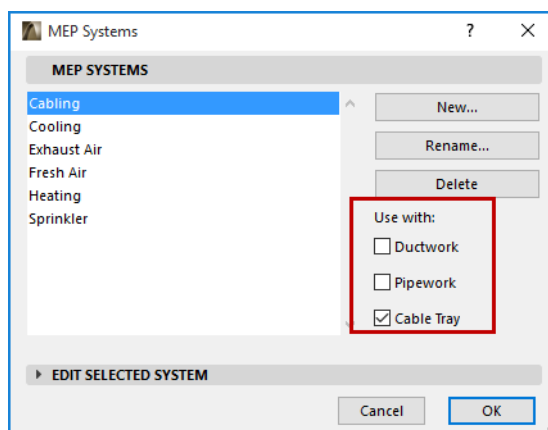 MEP Systems
?
MEP SYSTEMS
Cabling
Cooling
Exhaust Air
Fresh Air
Heating
Sprinkler
New...
Rename...
Delete
Use with:
Ductwork
Pipework
Cable Tray
EDIT SELECTED SYSTEM
Cancel
OK